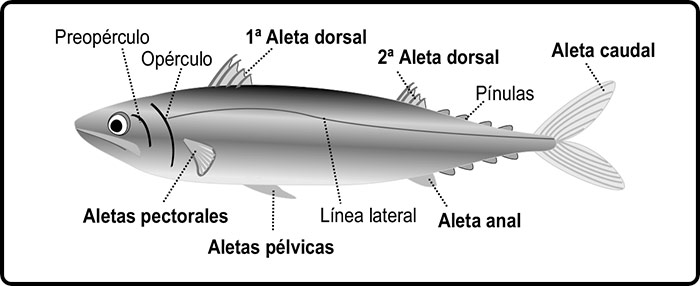 Preopérculo
Opérculo
1ª Aleta dorsal
2ª Aleta dorsal
Aleta caudal
Pínulas
Aletas pectorales
Aletas pélvicas
Línea lateral
Aleta anal